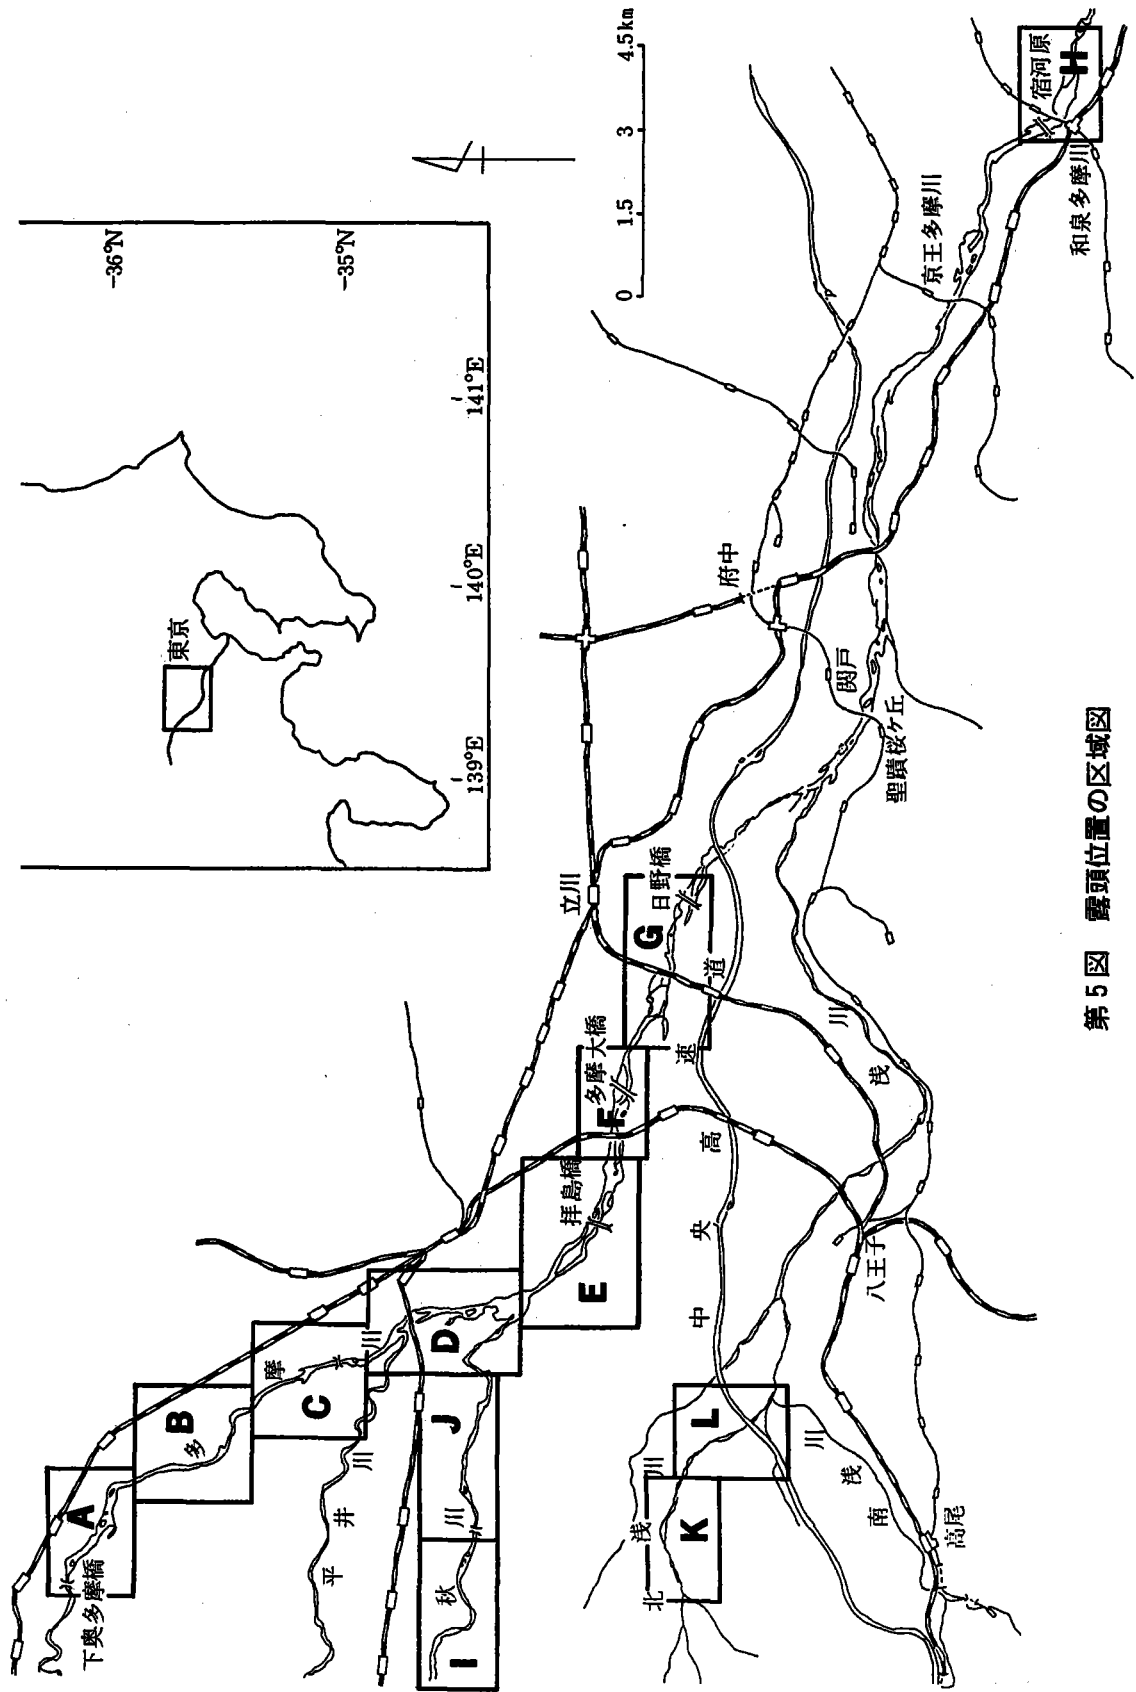 36°N
35°N
139°E
140°E
141°E
東京
0 1.5 3 4.5km
A
B
C
D
E
F
G
H
I
J
K
L
下奥多摩橋
多
摩
川
平
井
川
秋
川
拝島橋
多摩大橋
日野橋
立川
府中
関戸
聖蹟桜ケ丘
京王多摩川
和泉多摩川
宿河原
中
央
高
速
道
浅
川
八王子
北
浅
川
南
浅
川
高尾
第5図 露頭位置の区域図